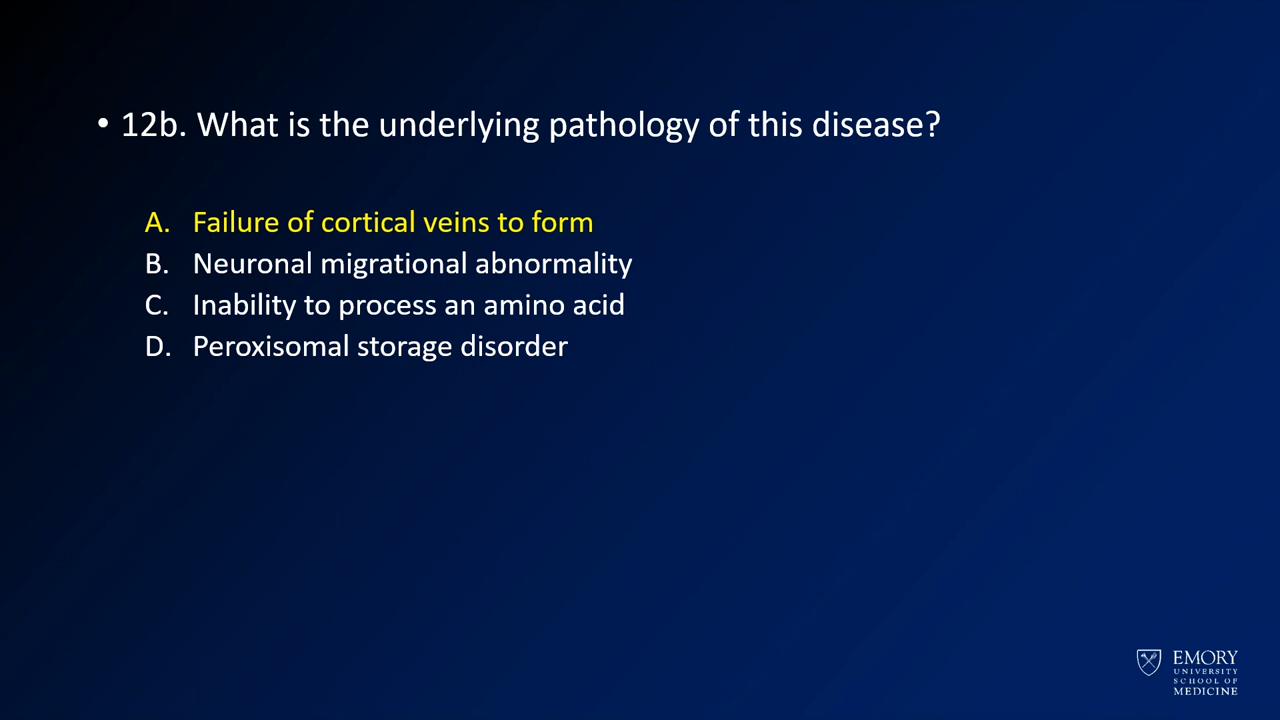 • 12b. What is the underlying pathology of this disease?
A. Failure of cortical veins to form
B. Neuronal migrational abnormality
C. Inability to process an amino acid
D. Peroxisomal storage disorder
EMORY
UNIVERSITY
SCHOOL OF
MEDICINE